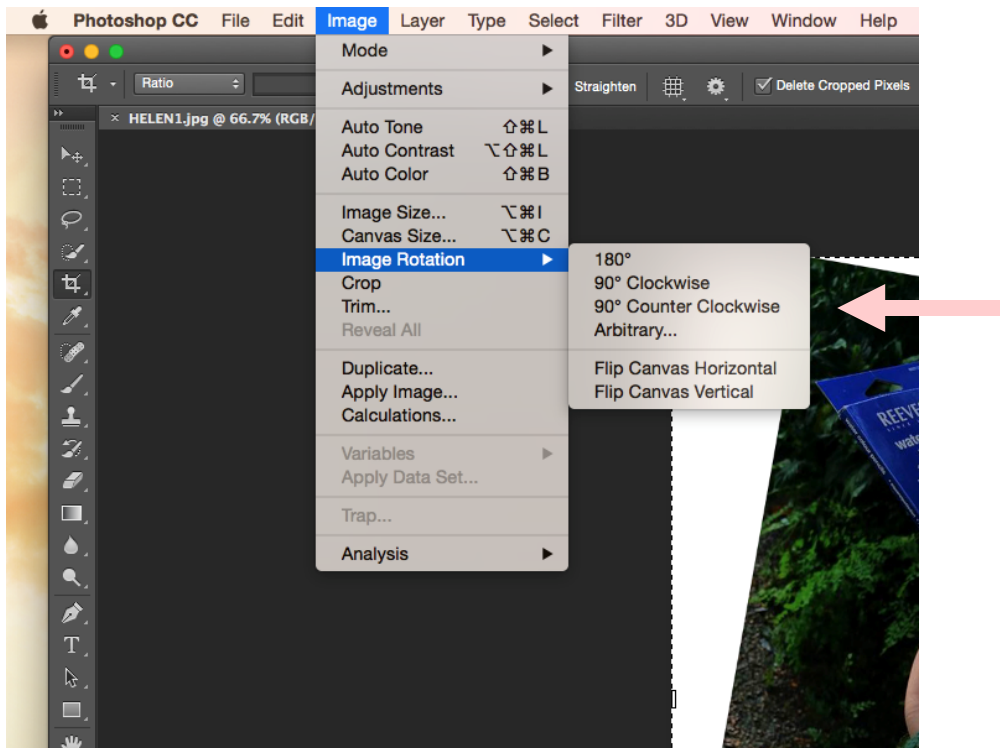 Photoshop CC File Edit Image Layer Type Select Filter 3D View Window Help
Ratio
Straighten
Delete Cropped Pixels
× HELEN1.jpg @ 66.7% (RGB/
Mode
Adjustments
Auto Tone ⇧⌘L
Auto Contrast ⌥⇧⌘L
Auto Color ⇧⌘B
Image Size... ⌥⌘I
Canvas Size... ⌥⌘C
Image Rotation
Crop
Trim...
Reveal All
Duplicate...
Apply Image...
Calculations...
Variables
Apply Data Set...
Trap...
Analysis
180°
90° Clockwise
90° Counter Clockwise
Arbitrary...
Flip Canvas Horizontal
Flip Canvas Vertical
REEVE
wate
T